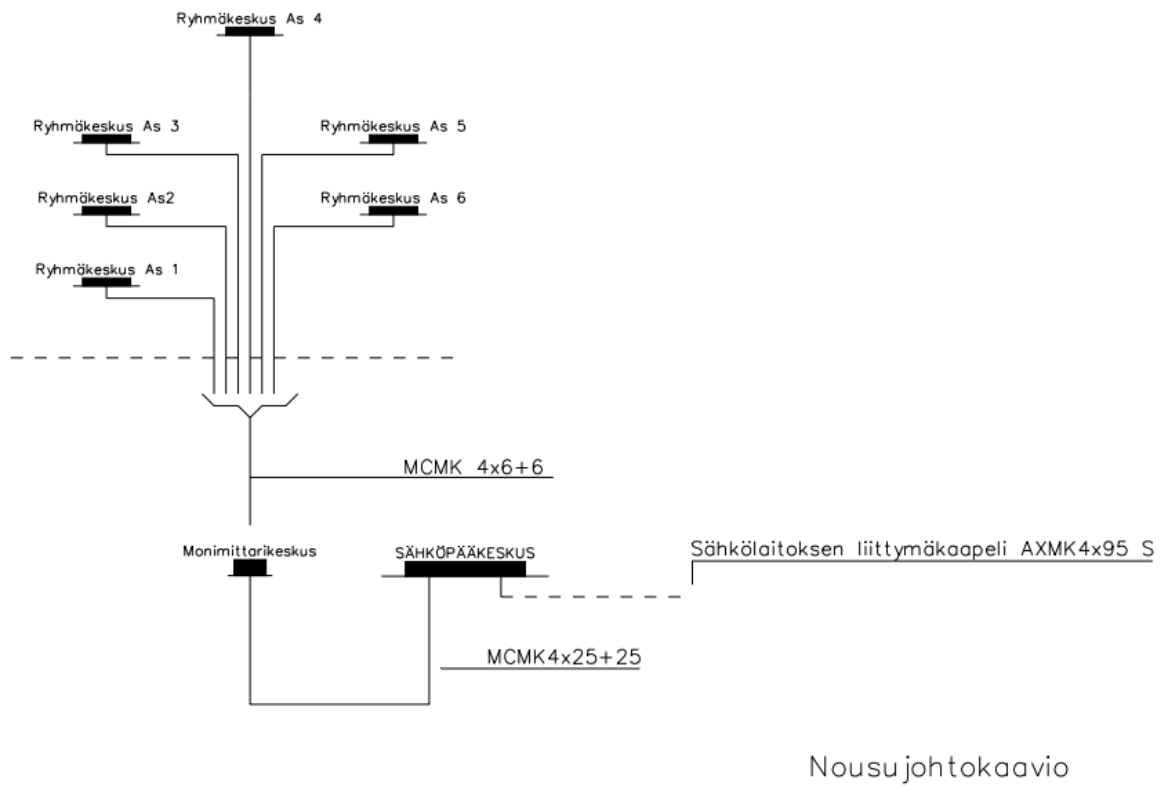 Ryhmäkeskus As 4
Ryhmäkeskus As 3
Ryhmäkeskus As 5
Ryhmäkeskus As2
Ryhmäkeskus As 6
Ryhmäkeskus As 1
MCMK 4x6+6
Monimittarikeskus
SÄHKÖPÄÄKESKUS
Sähkölaitoksen liittymäkaapeli AXMK4x95 S
MCMK4x25+25
Nousujohtokaavio